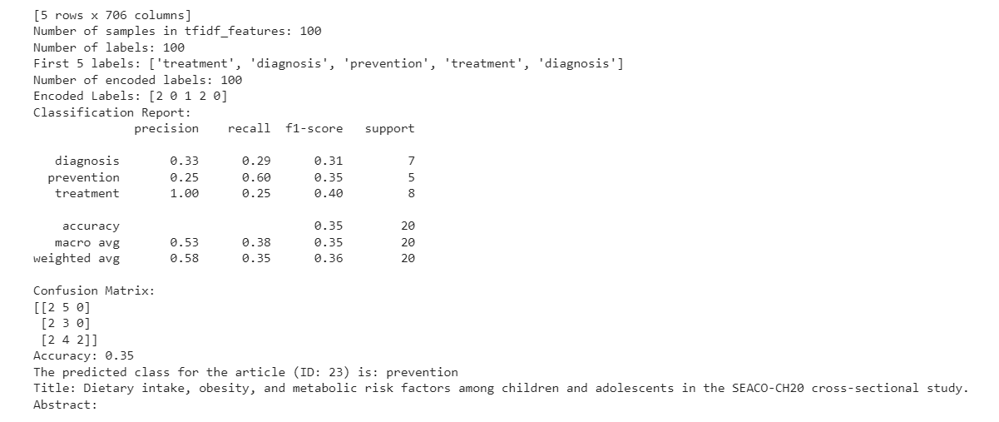 [5 rows x 706 columns]
Number of samples in tfidf_features: 100
Number of labels: 100
First 5 labels: ['treatment', 'diagnosis', 'prevention', 'treatment', 'diagnosis']
Number of encoded labels: 100
Encoded Labels: [2 0 1 2 0]
Classification Report:
              precision    recall  f1-score   support

   diagnosis       0.33      0.29      0.31         7
  prevention       0.25      0.60      0.35         5
   treatment       1.00      0.25      0.40         8

    accuracy                           0.35        20
   macro avg       0.53      0.38      0.35        20
weighted avg       0.58      0.35      0.36        20

Confusion Matrix:
[[2 5 0]
 [2 3 0]
 [2 4 2]]
Accuracy: 0.35
The predicted class for the article (ID: 23) is: prevention
Title: Dietary intake, obesity, and metabolic risk factors among children and adolescents in the SEACO-CH20 cross-sectional study.
Abstract: